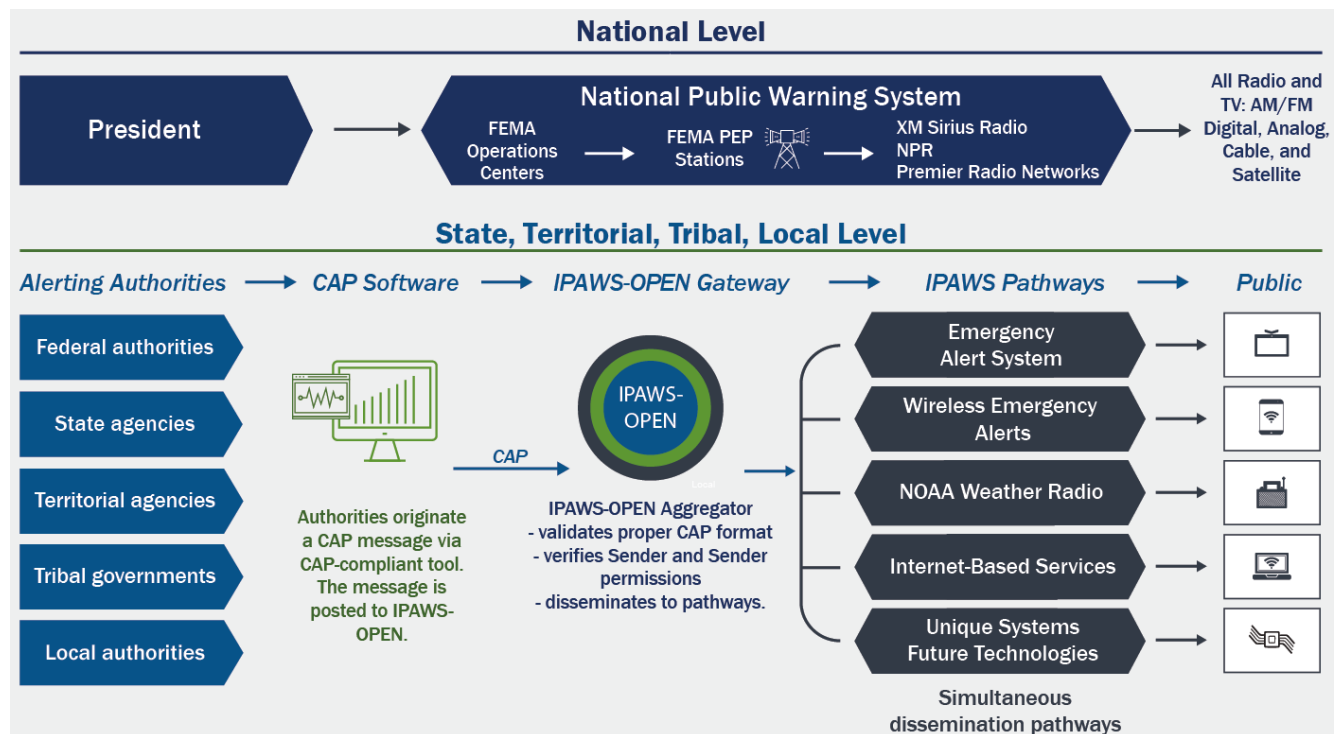 National Level
President
National Public Warning System
FEMA
Operations
Centers
FEMA PEP
Stations
XM Sirius Radio
NPR
Premier Radio Networks
All Radio and
TV: AM/FM
Digital, Analog,
Cable, and
Satellite
State, Territorial, Tribal, Local Level
Alerting Authorities
CAP Software
IPAWS-OPEN Gateway
IPAWS Pathways
Public
Federal authorities
State agencies
Territorial agencies
Tribal governments
Local authorities
Authorities originate
a CAP message via
CAP-compliant tool.
The message is
posted to IPAWS-
OPEN.
CAP
IPAWS-
OPEN
Local
IPAWS-OPEN Aggregator
- validates proper CAP format
- verifies Sender and Sender
permissions
- disseminates to pathways.
Emergency
Alert System
Wireless Emergency
Alerts
NOAA Weather Radio
Internet-Based Services
Unique Systems
Future Technologies
Simultaneous
dissemination pathways